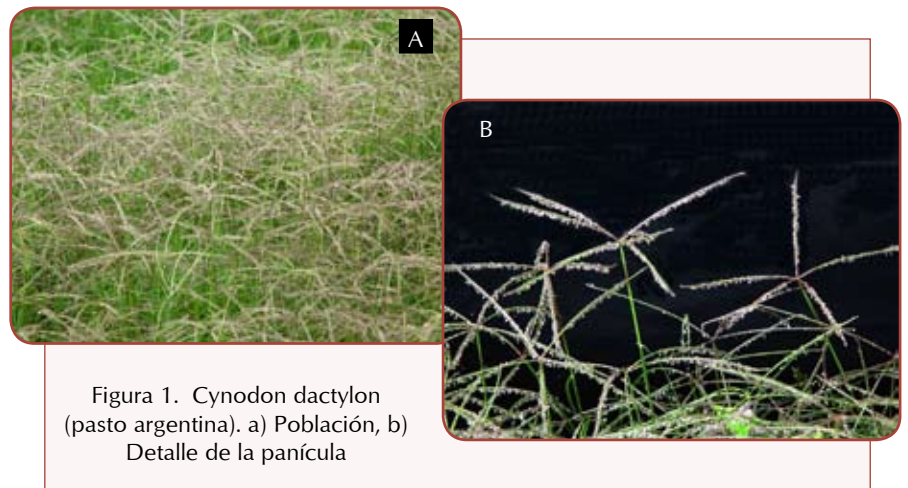 A
B
Figura 1. Cynodon dactylon
(pasto argentina). a) Población, b)
Detalle de la panícula